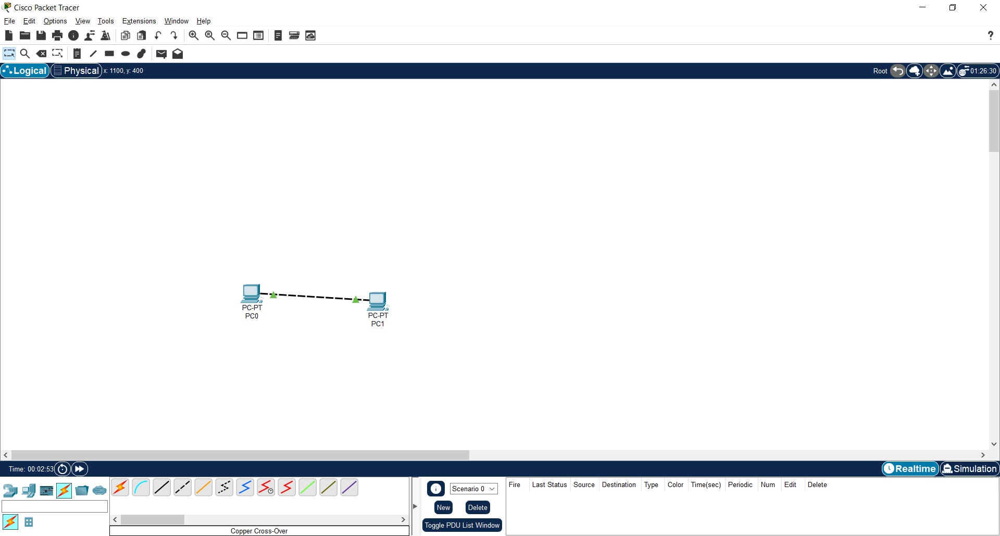 Cisco Packet Tracer
File Edit Options View Tools Extensions Window Help
?
Logical Physical x: 1100, y: 400 Root 01:26:30
PC-PT
PC0
PC-PT
PC1
Time: 00:02:53 Realtime Simulation
Scenario 0
New Delete
Toggle PDU List Window
Fire Last Status Source Destination Type Color Time(sec) Periodic Num Edit Delete
Copper Cross-Over